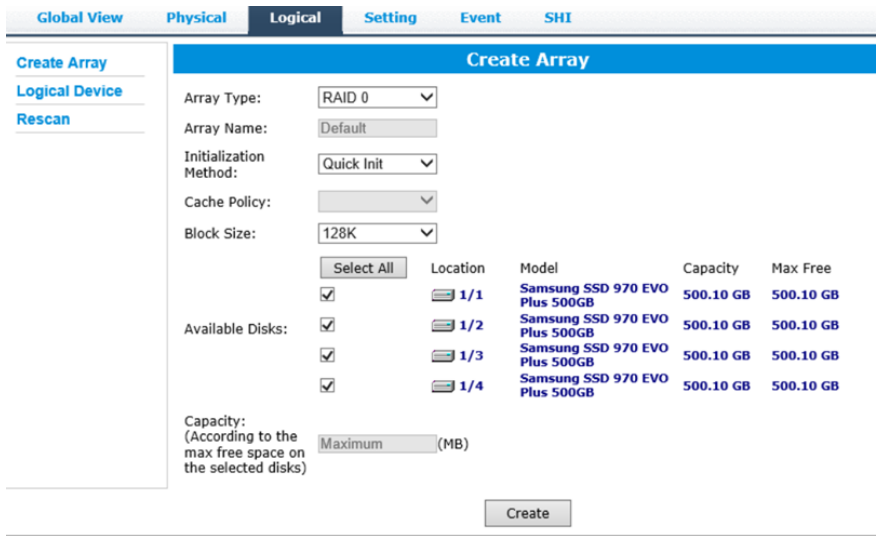 Global View Physical Logical Setting Event SHI
Create Array
Logical Device
Rescan
Create Array
Array Type: RAID 0
Array Name: Default
Initialization
Method: Quick Init
Cache Policy:
Block Size: 128K
Select All Location Model Capacity Max Free
Available Disks:
1/1 Samsung SSD 970 EVO
Plus 500GB 500.10 GB 500.10 GB
1/2 Samsung SSD 970 EVO
Plus 500GB 500.10 GB 500.10 GB
1/3 Samsung SSD 970 EVO
Plus 500GB 500.10 GB 500.10 GB
1/4 Samsung SSD 970 EVO
Plus 500GB 500.10 GB 500.10 GB
Capacity:
(According to the
max free space on
the selected disks)
Maximum (MB)
Create